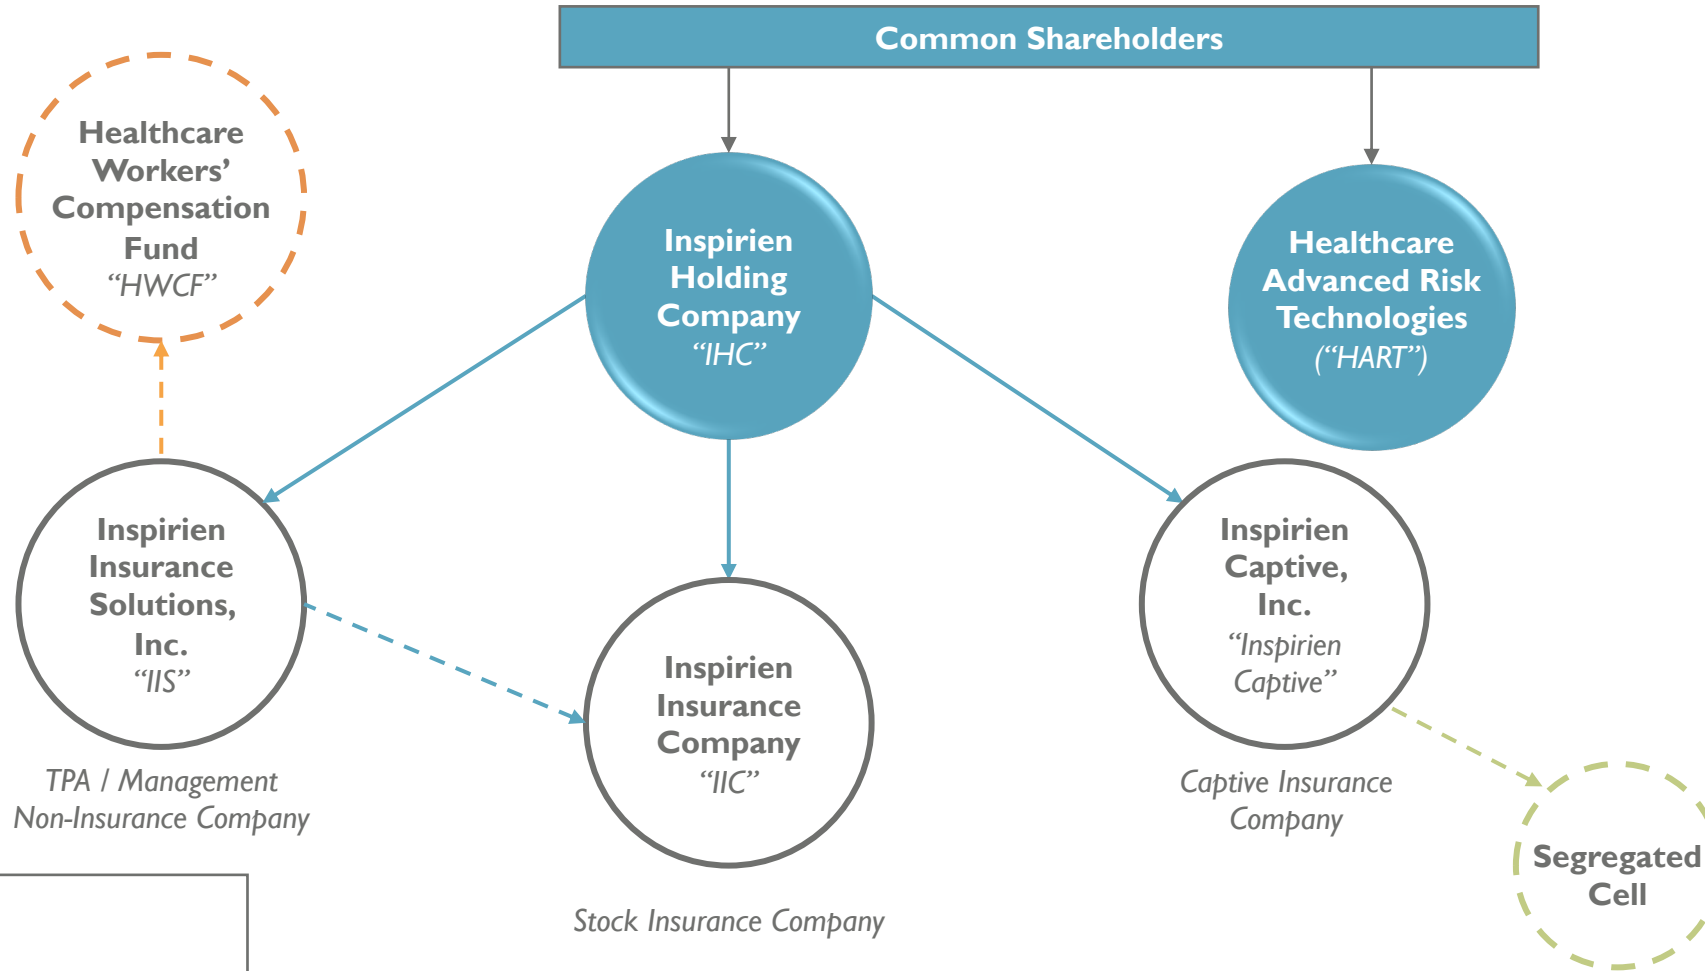 Common Shareholders
Healthcare
Workers’
Compensation
Fund
“HWCF”
Inspirien
Holding
Company
“IHC”
Healthcare
Advanced Risk
Technologies
(“HART”)
Inspirien
Insurance
Solutions,
Inc.
“IIS”
TPA / Management
Non-Insurance Company
Inspirien
Insurance
Company
“IIC”
Stock Insurance Company
Inspirien
Captive,
Inc.
“Inspirien
Captive”
Captive Insurance
Company
Segregated
Cell